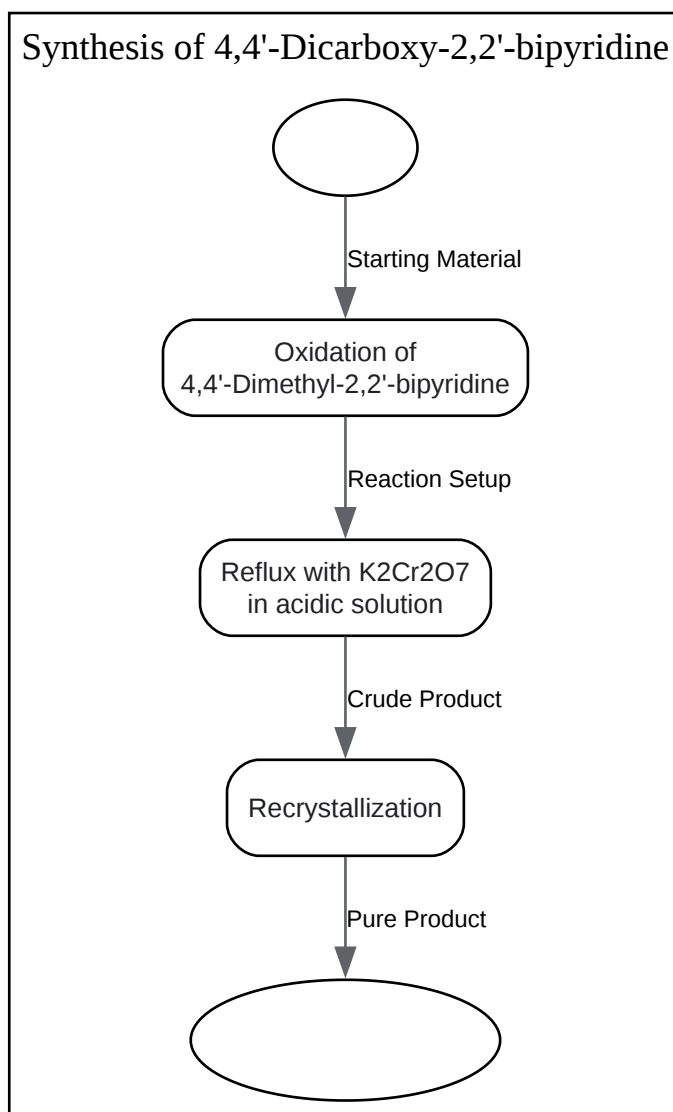 Synthesis of 4,4'-Dicarboxy-2,2'-bipyridine
Starting Material
Oxidation of
4,4'-Dimethyl-2,2'-bipyridine
Reaction Setup
Reflux with K2Cr2O7
in acidic solution
Crude Product
Recrystallization
Pure Product